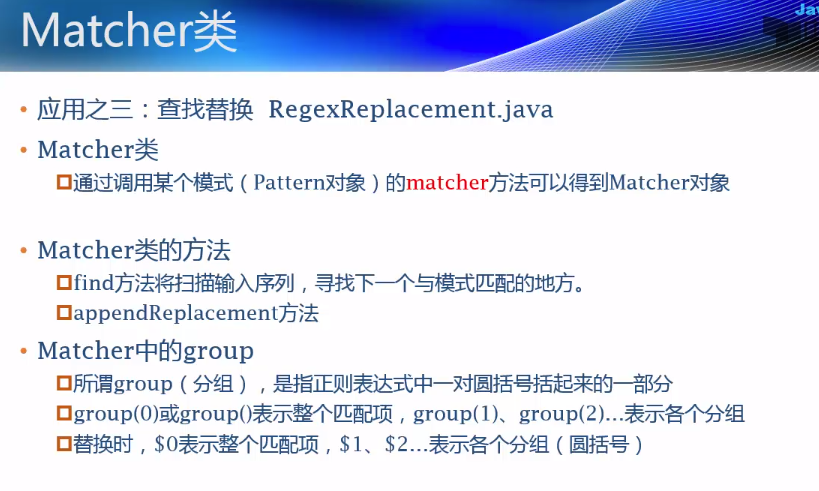 Jav
Matcher类
• 应用之三：查找替换 RegexReplacement.java
• Matcher类
通过调用某个模式（Pattern对象）的matcher方法可以得到Matcher对象
• Matcher类的方法
find方法将扫描输入序列，寻找下一个与模式匹配的地方。
appendReplacement方法
• Matcher中的group
所谓group（分组），是指正则表达式中一对圆括号括起来的一部分
group(0)或group()表示整个匹配项，group(1)、group(2)...表示各个分组
替换时，$0表示整个匹配项，$1、$2...表示各个分组（圆括号）